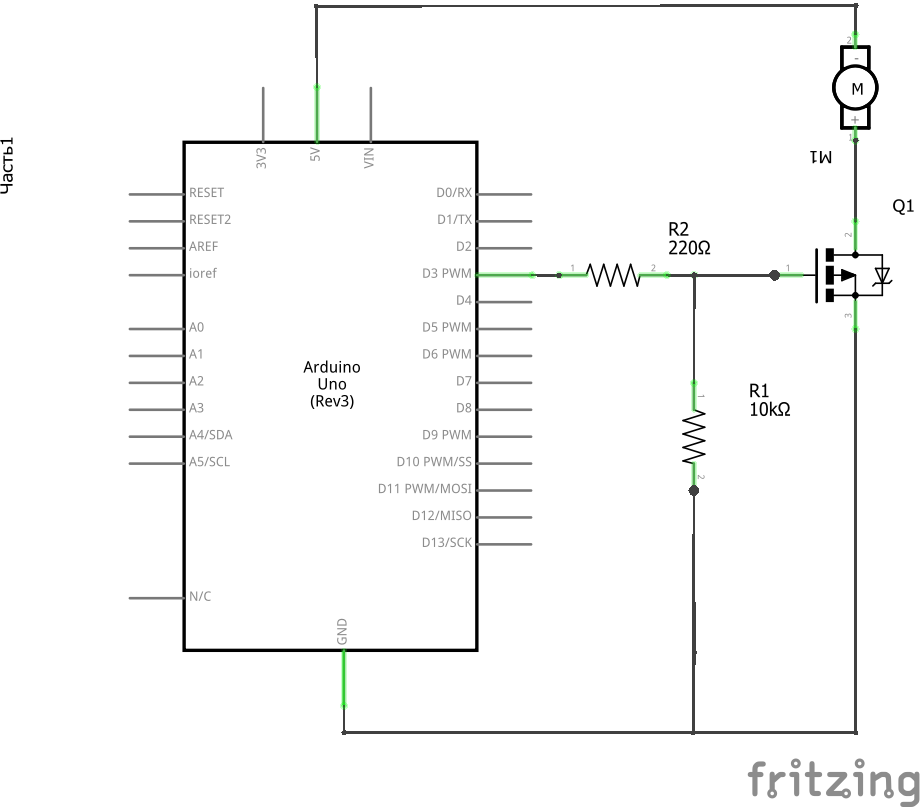 Часть1
3V3
5V
VIN
RESET
RESET2
AREF
ioref
A0
A1
A2
A3
A4/SDA
A5/SCL
N/C
D0/RX
D1/TX
D2
D3 PWM
D4
D5 PWM
D6 PWM
D7
D8
D9 PWM
D10 PWM/SS
D11 PWM/MOSI
D12/MISO
D13/SCK
Arduino
Uno
(Rev3)
GND
R2
220Ω
1
2
R1
10kΩ
1
2
2
-
M
+
1
M1
Q1
2
1
3
fritzing